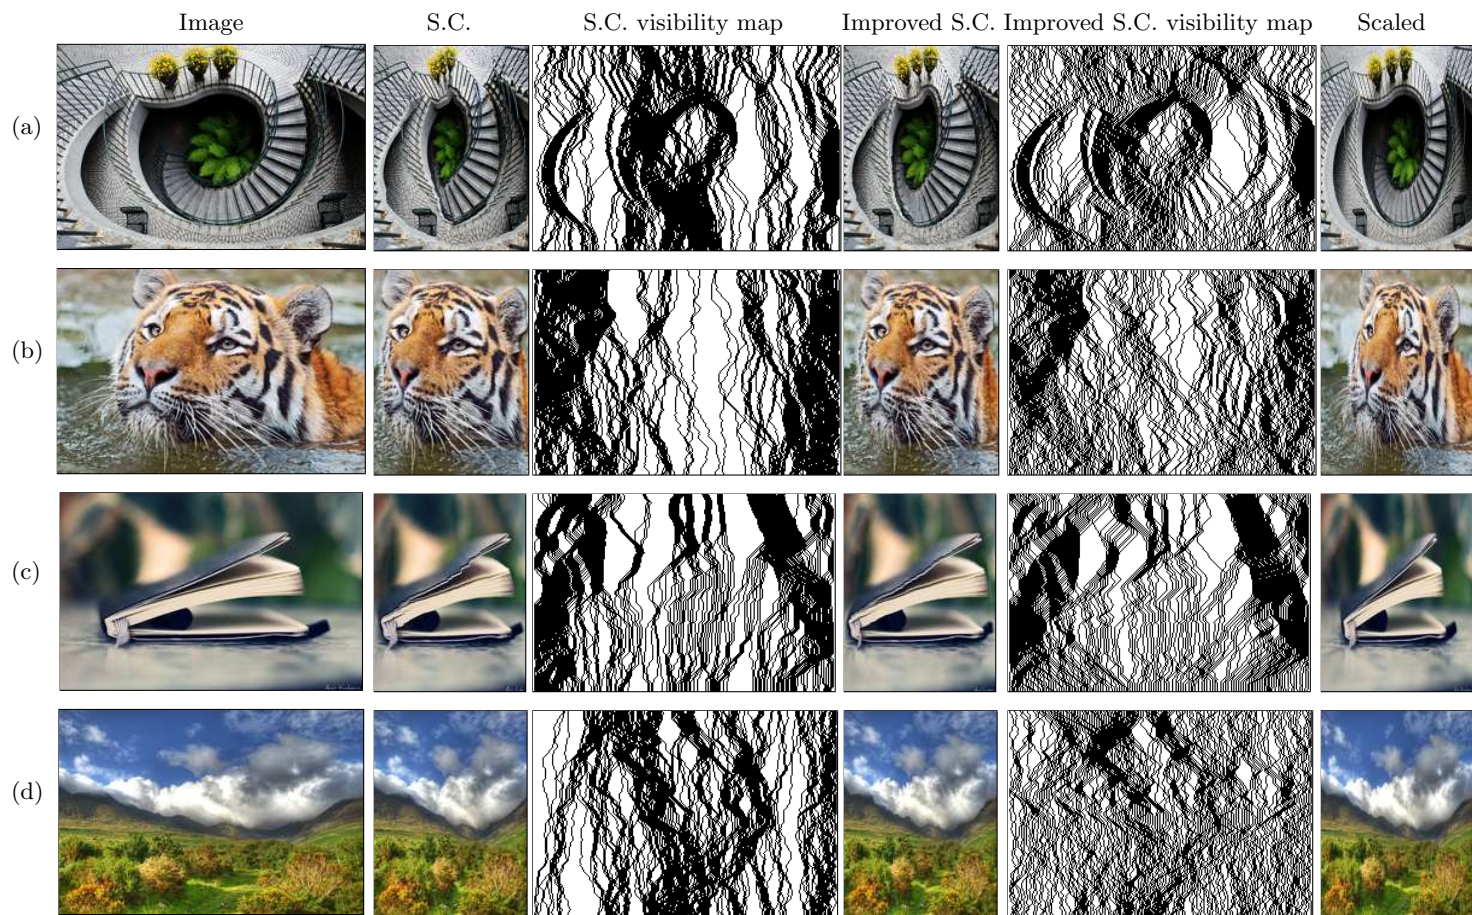 Image S.C. S.C. visibility map Improved S.C. Improved S.C. visibility map Scaled
(a)
(b)
(c)
(d)